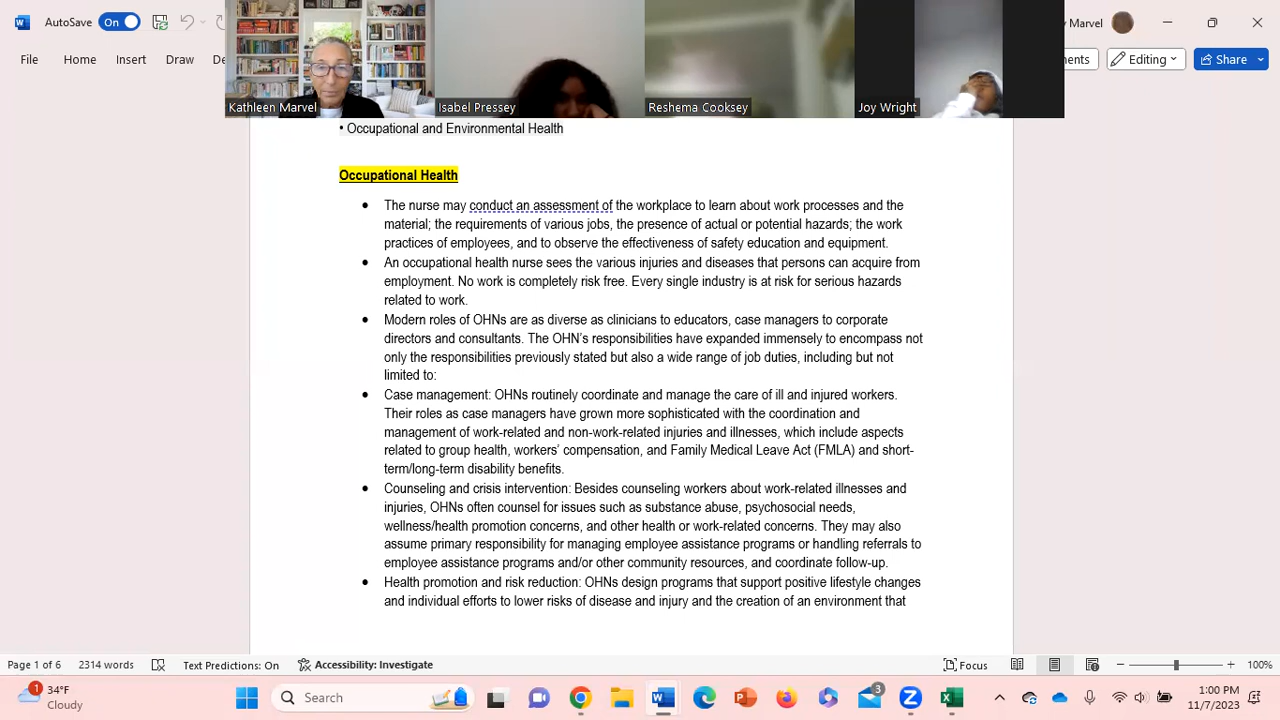 AutoSave On
y Marvel
File Home Insert Draw De
ments Editing Share
Kathleen Marvel Isabel Pressey Reshema Cooksey Joy Wright
• Occupational and Environmental Health
Occupational Health
• The nurse may conduct an assessment of the workplace to learn about work processes and the
material; the requirements of various jobs, the presence of actual or potential hazards; the work
practices of employees, and to observe the effectiveness of safety education and equipment.
• An occupational health nurse sees the various injuries and diseases that persons can acquire from
employment. No work is completely risk free. Every single industry is at risk for serious hazards
related to work.
• Modern roles of OHNs are as diverse as clinicians to educators, case managers to corporate
directors and consultants. The OHN's responsibilities have expanded immensely to encompass not
only the responsibilities previously stated but also a wide range of job duties, including but not
limited to:
• Case management: OHNs routinely coordinate and manage the care of ill and injured workers.
Their roles as case managers have grown more sophisticated with the coordination and
management of work-related and non-work-related injuries and illnesses, which include aspects
related to group health, workers' compensation, and Family Medical Leave Act (FMLA) and short-
term/long-term disability benefits.
• Counseling and crisis intervention: Besides counseling workers about work-related illnesses and
injuries, OHNs often counsel for issues such as substance abuse, psychosocial needs,
wellness/health promotion concerns, and other health or work-related concerns. They may also
assume primary responsibility for managing employee assistance programs or handling referrals to
employee assistance programs and/or other community resources, and coordinate follow-up.
• Health promotion and risk reduction: OHNs design programs that support positive lifestyle changes
and individual efforts to lower risks of disease and injury and the creation of an environment that
Page 1 of 6 2314 words Text Predictions: On Accessibility: Investigate Focus 100%
1 34°F
Cloudy
Search
3
1:00 PM
11/7/2023